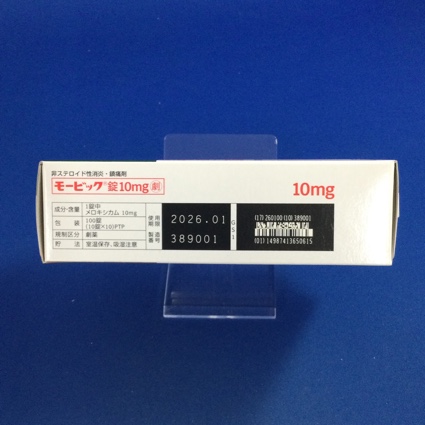 非ステロイド性消炎・鎮痛剤
モービック®錠10mg 劇
10mg
成分・含量 1錠中 メロキシカム 10mg
包装 100錠 (10錠×10)PTP
規制区分 劇薬
貯法 室温保存、吸湿注意
使用期限 2026.01
製造番号 389001
GS1
(17)260100(10)389001
(01)14987413650615